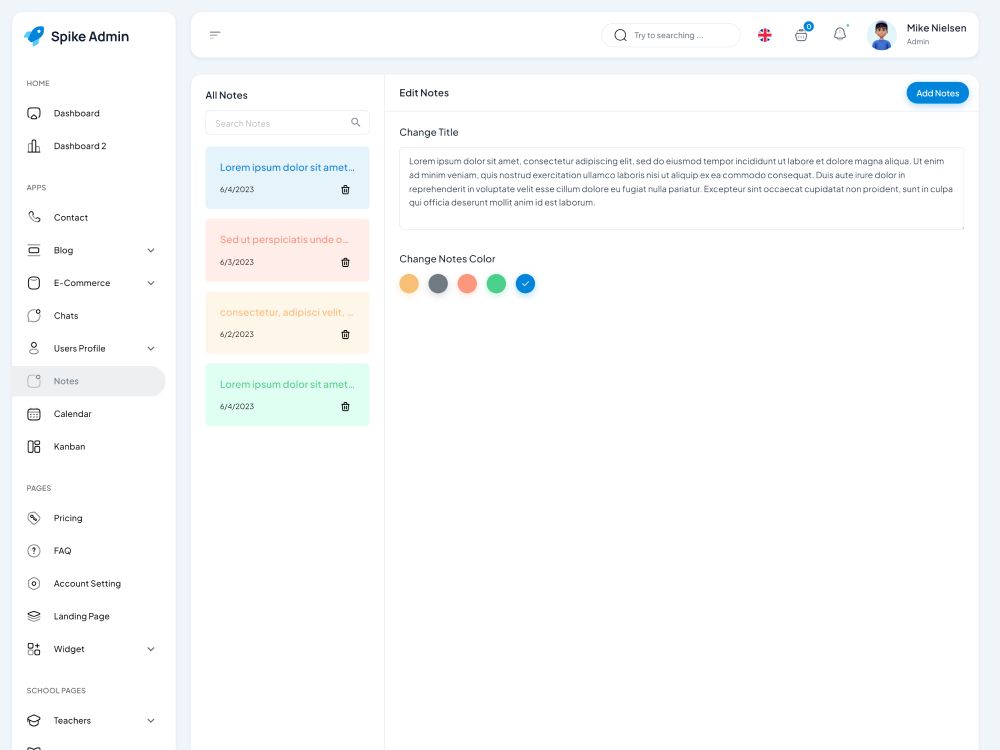 Spike Admin
HOME
Dashboard
Dashboard 2
APPS
Contact
Blog
E-Commerce
Chats
Users Profile
Notes
Calendar
Kanban
PAGES
Pricing
FAQ
Account Setting
Landing Page
Widget
SCHOOL PAGES
Teachers
Try to searching ...
0
Mike Nielsen
Admin
All Notes
Search Notes
Lorem ipsum dolor sit amet...
6/4/2023
Sed ut perspiciatis unde o...
6/3/2023
consectetur, adipisci velit, ...
6/2/2023
Lorem ipsum dolor sit amet...
6/4/2023
Edit Notes
Add Notes
Change Title
Lorem ipsum dolor sit amet, consectetur adipiscing elit, sed do eiusmod tempor incididunt ut labore et dolore magna aliqua. Ut enim
ad minim veniam, quis nostrud exercitation ullamco laboris nisi ut aliquip ex ea commodo consequat. Duis aute irure dolor in
reprehenderit in voluptate velit esse cillum dolore eu fugiat nulla pariatur. Excepteur sint occaecat cupidatat non proident, sunt in culpa
qui officia deserunt mollit anim id est laborum.
Change Notes Color